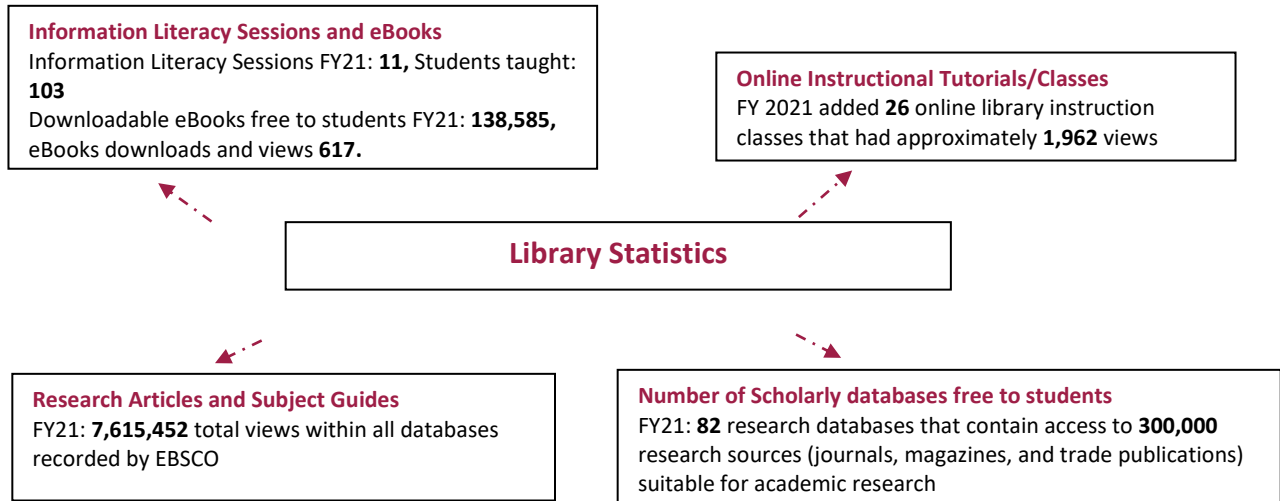 Information Literacy Sessions and eBooks
Information Literacy Sessions FY21: 11, Students taught:
103
Downloadable eBooks free to students FY21: 138,585,
eBooks downloads and views 617.
Online Instructional Tutorials/Classes
FY 2021 added 26 online library instruction
classes that had approximately 1,962 views
Library Statistics
Research Articles and Subject Guides
FY21: 7,615,452 total views within all databases
recorded by EBSCO
Number of Scholarly databases free to students
FY21: 82 research databases that contain access to 300,000
research sources (journals, magazines, and trade publications)
suitable for academic research